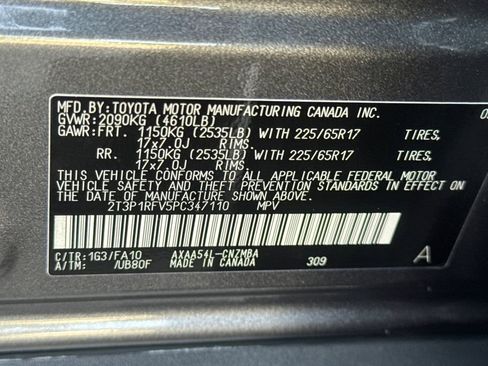 MFD.BY:TOYOTA MOTOR MANUFACTURING CANADA INC.
GVWR:2090KG (4610LB)
GAWR:FRT. 1150KG (2535LB) WITH 225/65R17 TIRES,
17x7.0J RIMS.
RR. 1150KG (2535LB) WITH 225/65R17 TIRES,
17x7.0J RIMS.
THIS VEHICLE CONFORMS TO ALL APPLICABLE FEDERAL MOTOR
VEHICLE SAFETY AND THEFT PREVENTION STANDARDS IN EFFECT ON
THE DATE OF MANUFACTURE SHOWN ABOVE.
2T3P1RFV5PC347110 MPV
C/TR:1G3/FA10 AXAA54L-CNZMBA
A/TM: /UB80F MADE IN CANADA 309 A